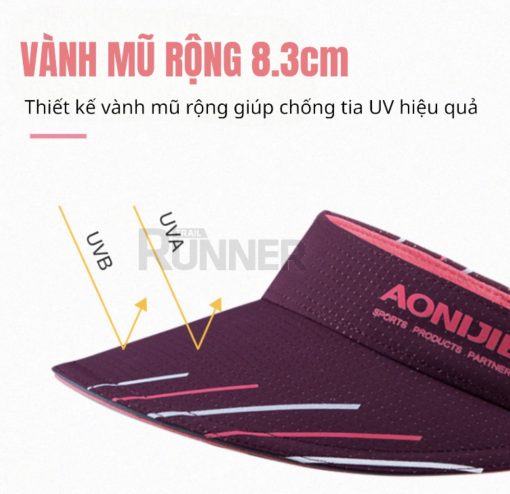 VÀNH MŨ RỘNG 8.3cm
Thiết kế vành mũ rộng giúp chống tia UV hiệu quả
UVB
UVA
TRAIL
RUNNER
AONIJIE
SPORTS PRODUCTS PARTNER